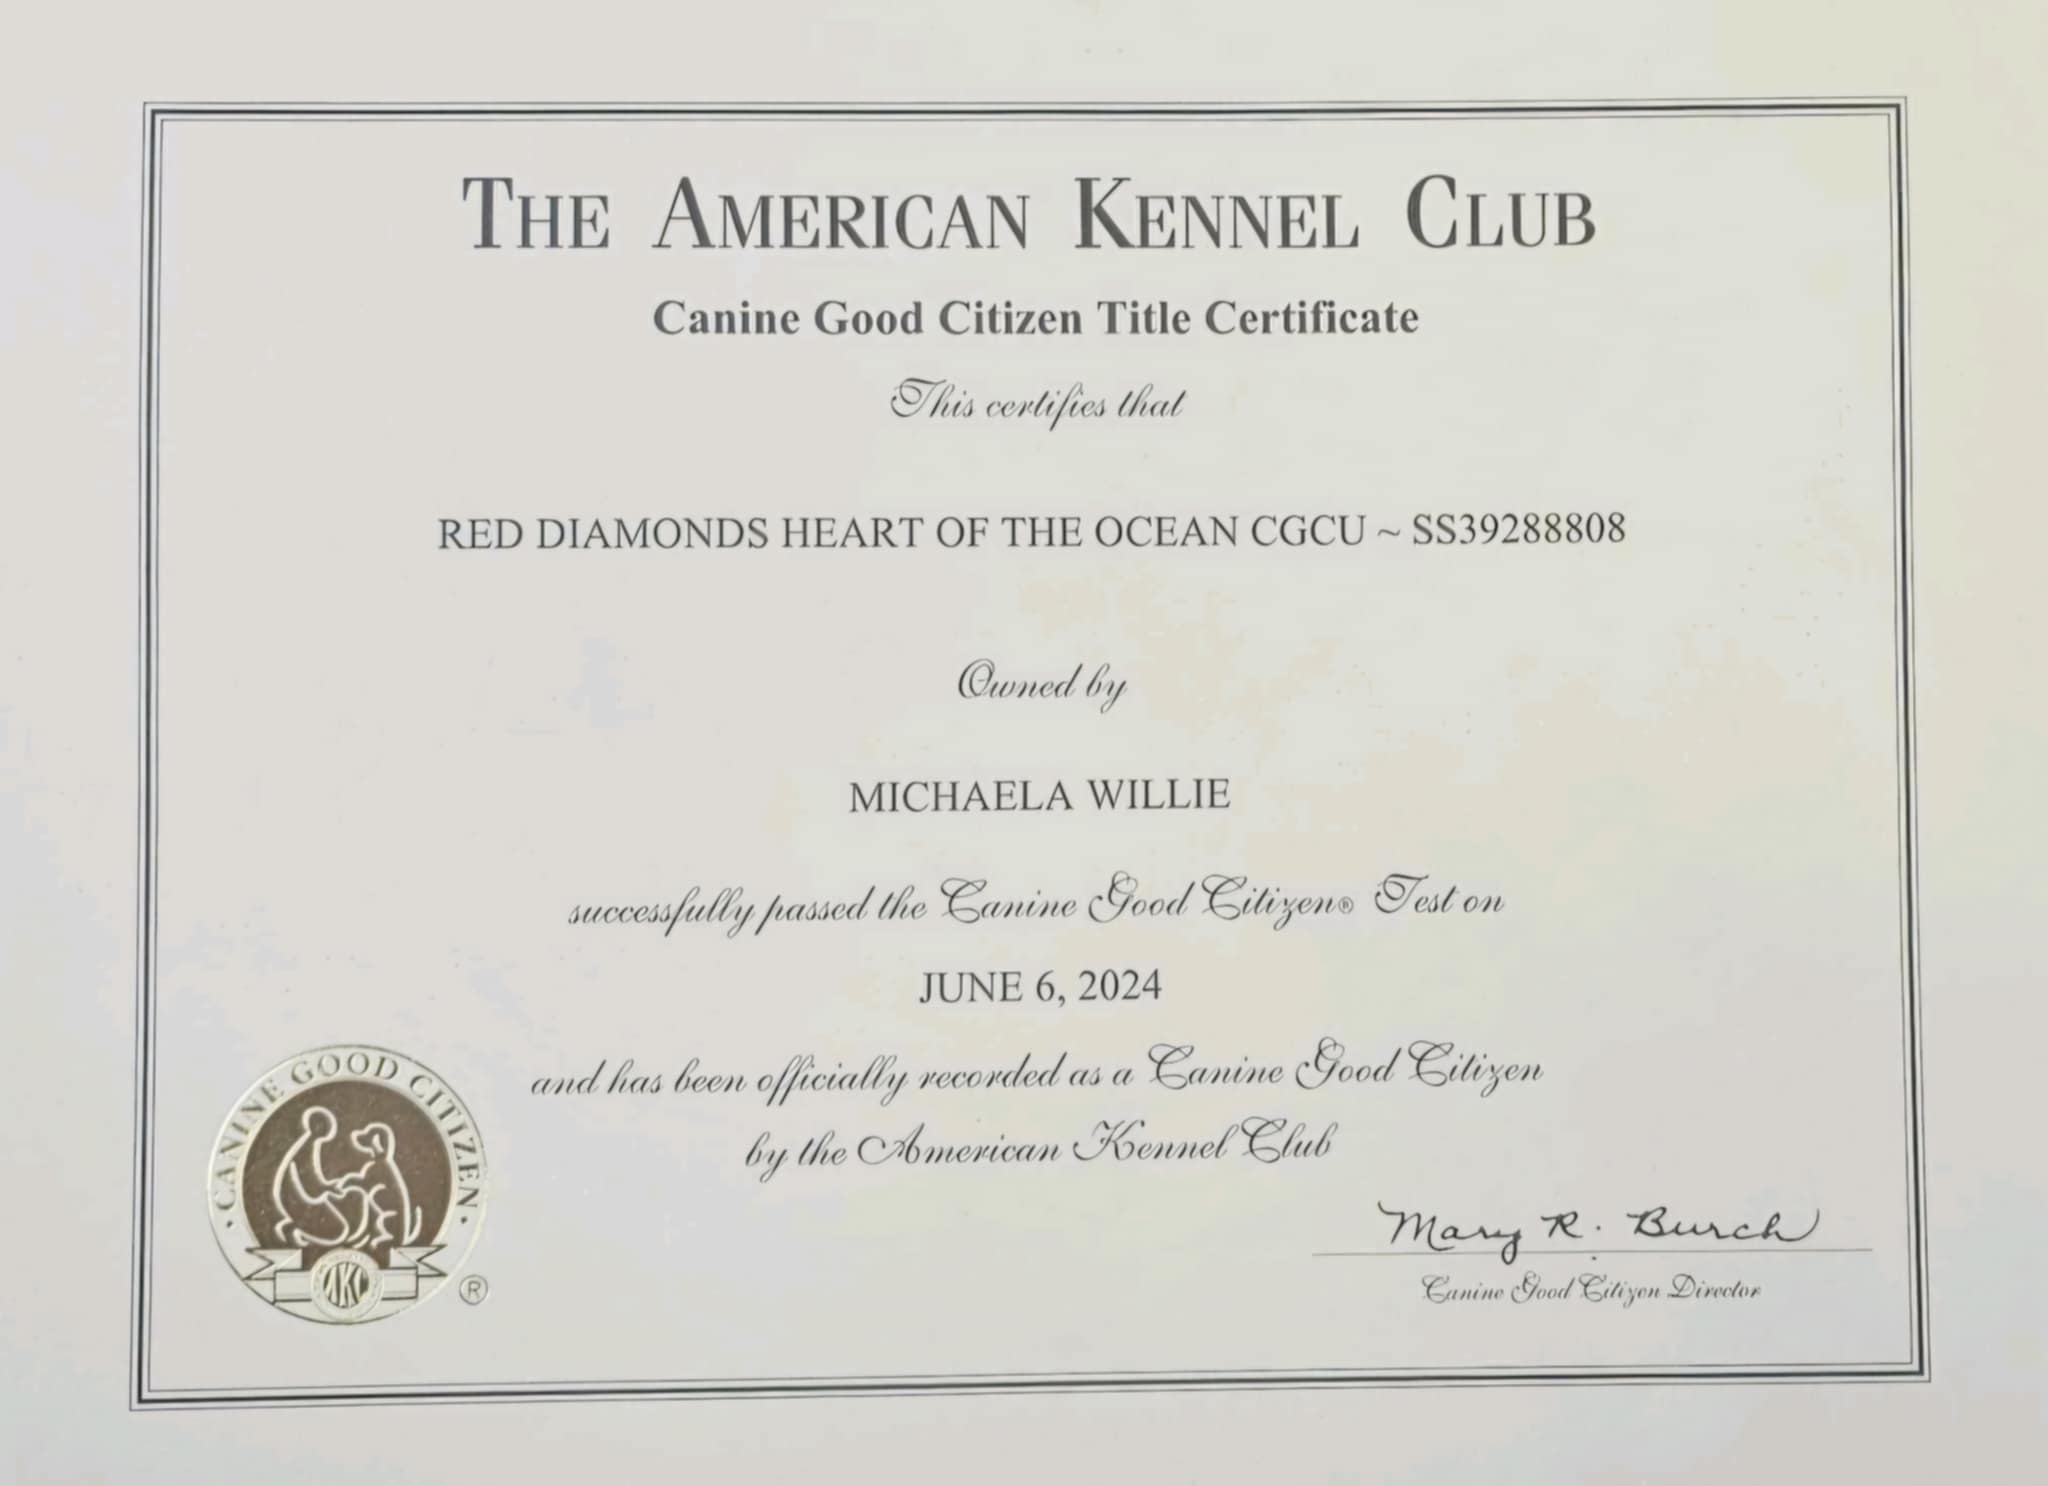 THE AMERICAN KENNEL CLUB
Canine Good Citizen Title Certificate
This certifies that
RED DIAMONDS HEART OF THE OCEAN CGCU ~ SS39288808
Owned by
MICHAELA WILLIE
successfully passed the Canine Good Citizen® Test on
JUNE 6, 2024
and has been officially recorded as a Canine Good Citizen
by the American Kennel Club
· CANINE GOOD CITIZEN ·
AKC
®
Mary R. Burch
Canine Good Citizen Director